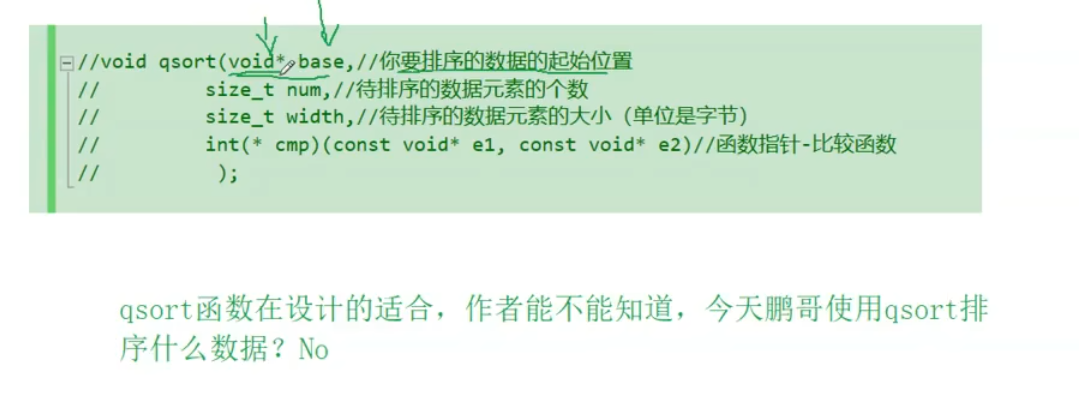 //void qsort(void* base,//你要排序的数据的起始位置
// size_t num,//待排序的数据元素的个数
// size_t width,//待排序的数据元素的大小（单位是字节）
// int(* cmp)(const void* e1, const void* e2)//函数指针-比较函数
// );
qsort函数在设计的适合，作者能不能知道，今天鹏哥使用qsort排
序什么数据？No